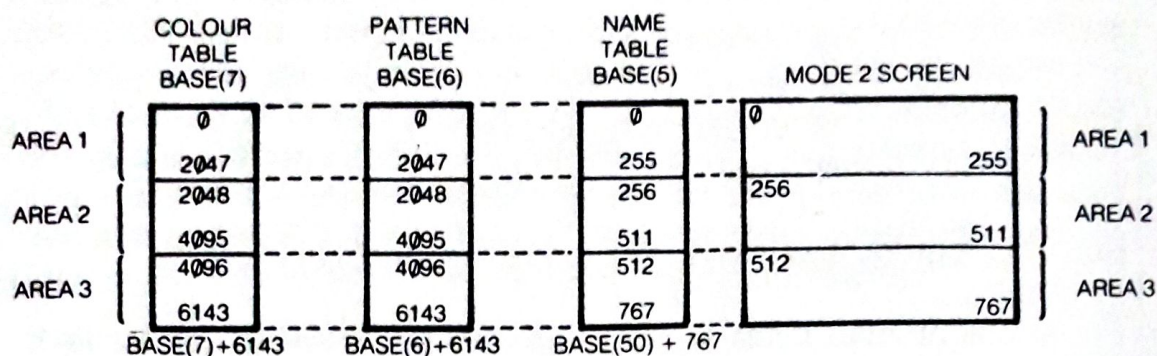 COLOUR TABLE BASE(7)
PATTERN TABLE BASE(6)
NAME TABLE BASE(5)
MODE 2 SCREEN
AREA 1 0 0 0 0 AREA 1
2047 2047 255 255
AREA 2 2048 2048 256 256 AREA 2
4095 4095 511 511
AREA 3 4096 4096 512 512 AREA 3
6143 6143 767 767
BASE(7)+6143 BASE(6)+6143 BASE(50) + 767